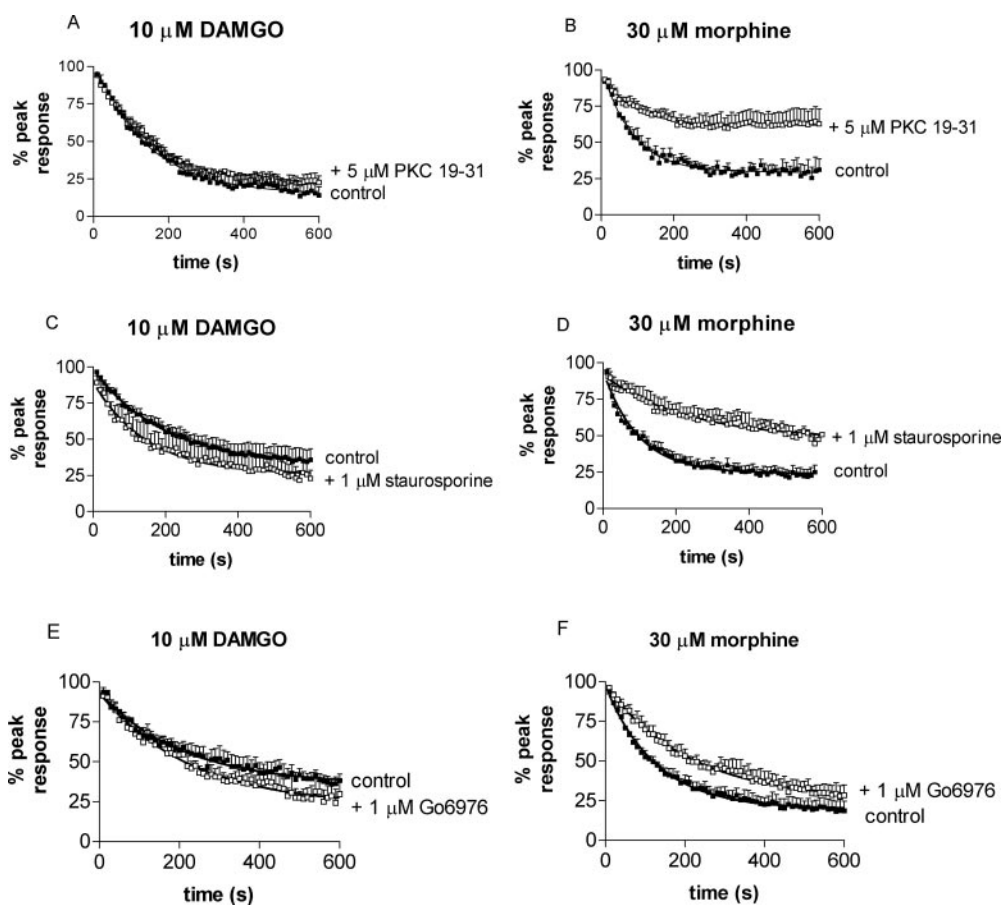 A
10 μM DAMGO
% peak
response
100
75
50
25
0
0
200
400
600
+ 5 μM PKC 19-31
control
time (s)
B
30 μM morphine
% peak
response
100
75
50
25
0
0
200
400
600
+ 5 μM PKC 19-31
control
time (s)
C
10 μM DAMGO
% peak
response
100
75
50
25
0
0
200
400
600
control
+ 1 μM staurosporine
time (s)
D
30 μM morphine
% peak
response
100
75
50
25
0
0
200
400
600
+ 1 μM staurosporine
control
time (s)
E
10 μM DAMGO
% peak
response
100
75
50
25
0
0
200
400
600
control
+ 1 μM Go6976
time (s)
F
30 μM morphine
% peak
response
100
75
50
25
0
0
200
400
600
+ 1 μM Go6976
control
time (s)